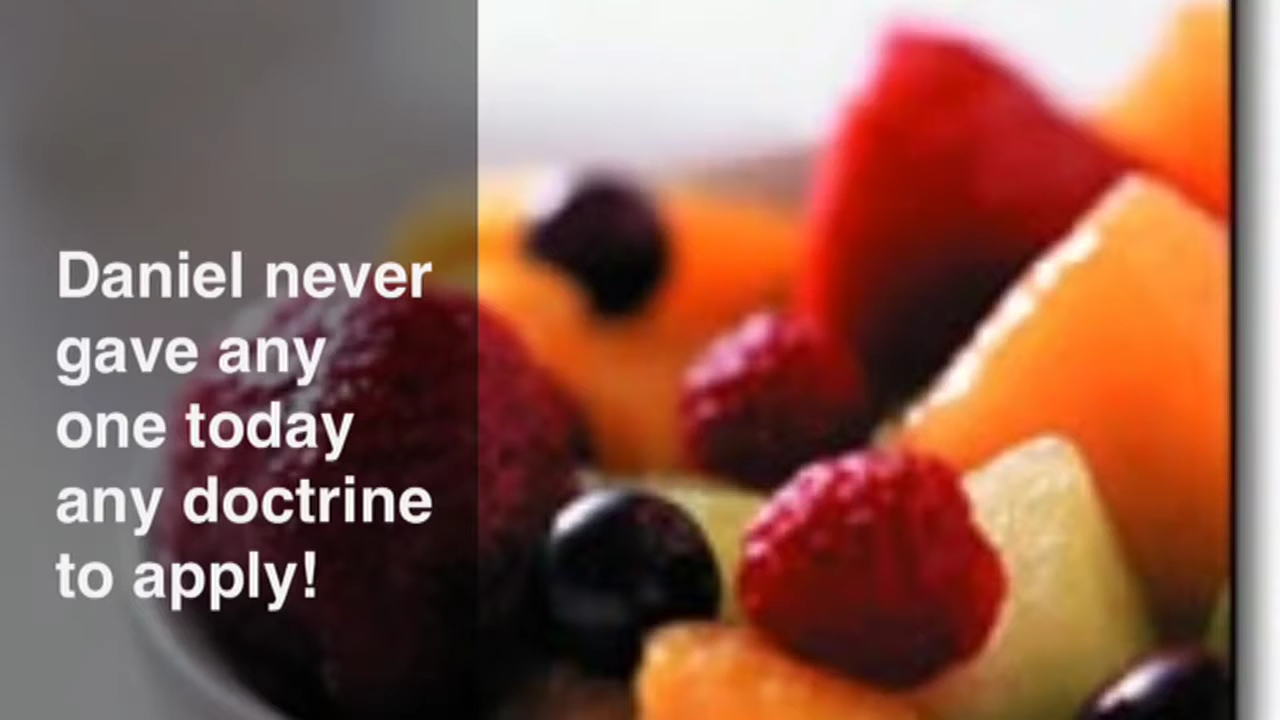 Daniel never
gave any
one today
any doctrine
to apply!